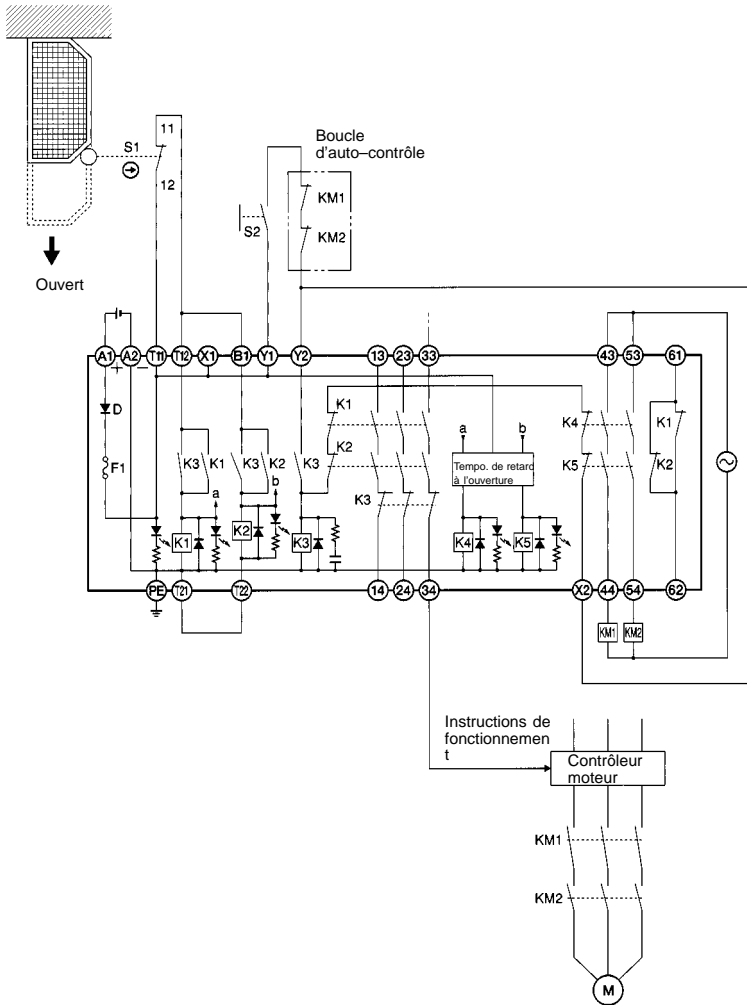 Boucle
d'auto–contrôle
11
S1
12
KM1
S2
KM2
Ouvert
A1 A2 T11 T12 X1 B1 Y1 Y2 13 23 33 43 53 61
+ –
D
F1
K3 K1 K3 K2 K3
K1
K2
K3
a b
Tempo. de retard
à l'ouverture
K4
K5
K1
K2
a
b
K1 K2 K3 K4 K5
PE T21 T22 14 24 34 X2 44 54 62
KM1 KM2
Instructions de
fonctionnemen
t
Contrôleur
moteur
KM1
KM2
M